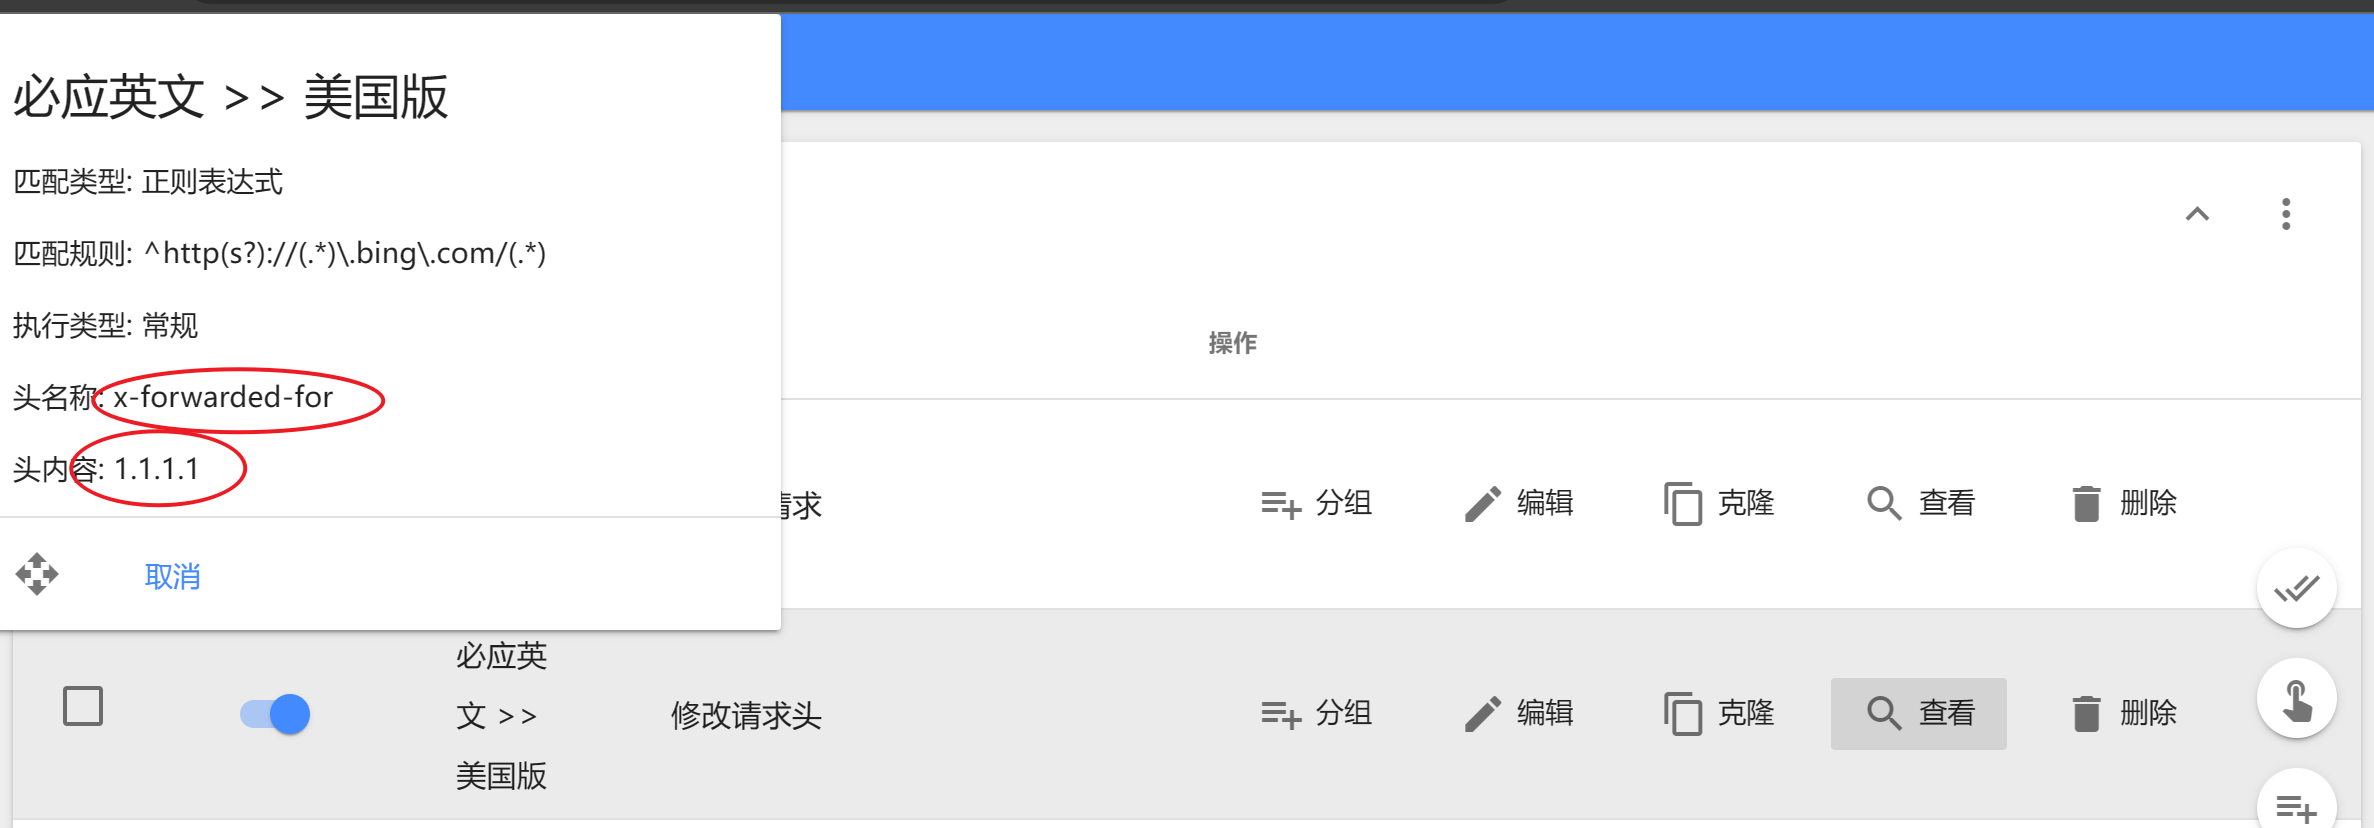 必应英文 >> 美国版
匹配类型: 正则表达式
匹配规则: ^http(s?)://(.*)\.bing\.com/(.*)
执行类型: 常规
头名称: x-forwarded-for
头内容: 1.1.1.1
取消
操作
请求
分组
编辑
克隆
查看
删除
必应英
文 >>
美国版
修改请求头
分组
编辑
克隆
查看
删除